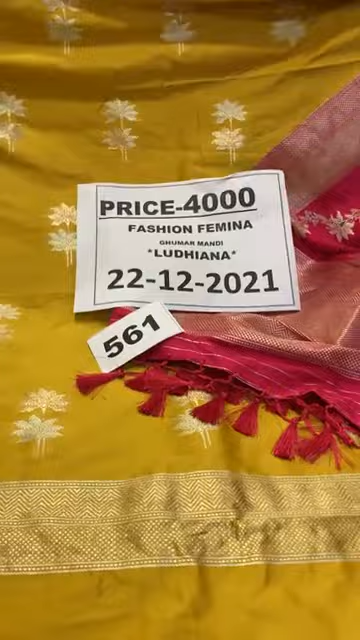 PRICE-4000
FASHION FEMINA
GHUMAR MANDI
*LUDHIANA*
22-12-2021
561